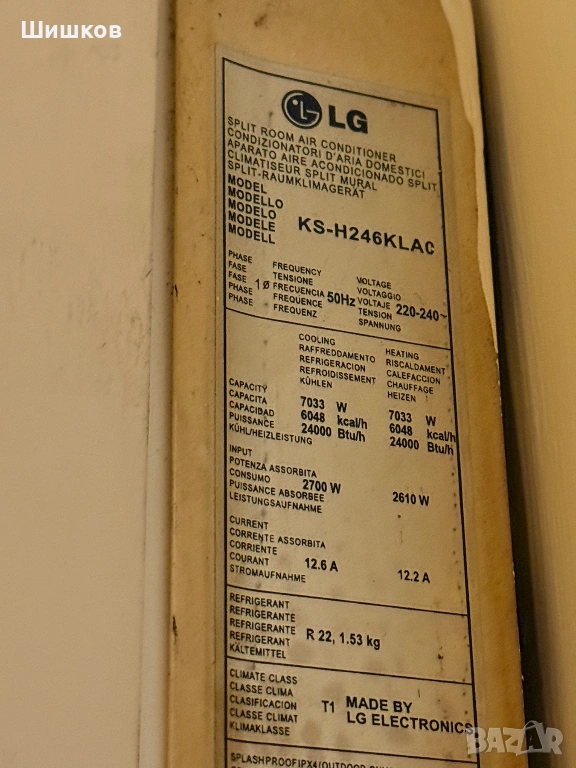 Шишков
LG
SPLIT ROOM AIR CONDITIONER
CONDIZIONATORI D'ARIA DOMESTICI
APARATO AIRE ACONDICIONADO SPLIT
CLIMATISEUR SPLIT MURAL
SPLIT-RAUMKLIMAGERÄT
MODEL
MODELLO
MODELO
MODELE
MODELL
KS-H246KLAC
PHASE
FASE
FASE
PHASE
PHASE
1ø
FREQUENCY
TENSIONE
FRECUENCIA
FREQUENCE
FREQUENZ
50Hz
VOLTAGE
VOLTAGGIO
VOLTAJE
TENSION
SPANNUNG
220-240~
COOLING
RAFFREDDAMENTO
REFRIGERACION
REFROIDISSEMENT
KÜHLEN
HEATING
RISCALDAMENT
CALEFACCION
CHAUFFAGE
HEIZEN
CAPACITY
CAPACITA
CAPACIDAD
PUISSANCE
KÜHL/HEIZLEISTUNG
7033 W
6048 kcal/h
24000 Btu/h
7033 W
6048 kcal/h
24000 Btu/h
INPUT
POTENZA ASSORBITA
CONSUMO
PUISSANCE ABSORBEE
LEISTUNGSAUFNAHME
2700 W
2610 W
CURRENT
CORRENTE ASSORBITA
CORRIENTE
COURANT
STROMAUFNAHME
12.6 A
12.2 A
REFRIGERANT
REFRIGERANTE
REFRIGERANTE
REFRIGERANT
KÄLTEMITTEL
R 22, 1.53 kg
CLIMATE CLASS
CLASSE CLIMA
CLASIFICACION
CLASSE CLIMAT
KLIMAKLASSE
T1
MADE BY
LG ELECTRONICS
BAZAR